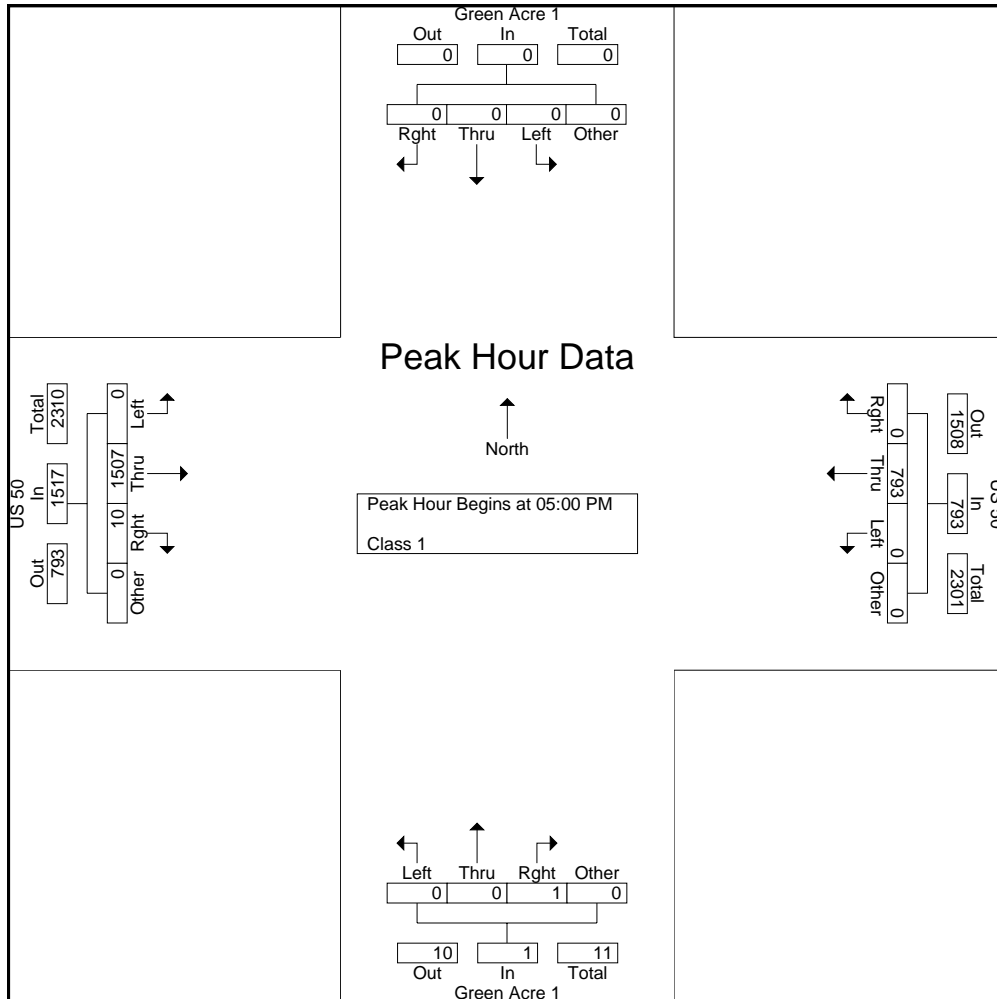 Green Acre 1
Out In Total
0 0 0
0 0 0 0
Rght Thru Left Other
Peak Hour Data
North
Peak Hour Begins at 05:00 PM
Class 1
US 50
Total In Out
2310 1517 793
0 1507 10 0
Left Thru Rght Other
Rght Thru Left Other
0 793 0 0
1508 793 2301
Out In Total
US 50
Left Thru Rght Other
0 0 1 0
10 1 11
Out In Total
Green Acre 1